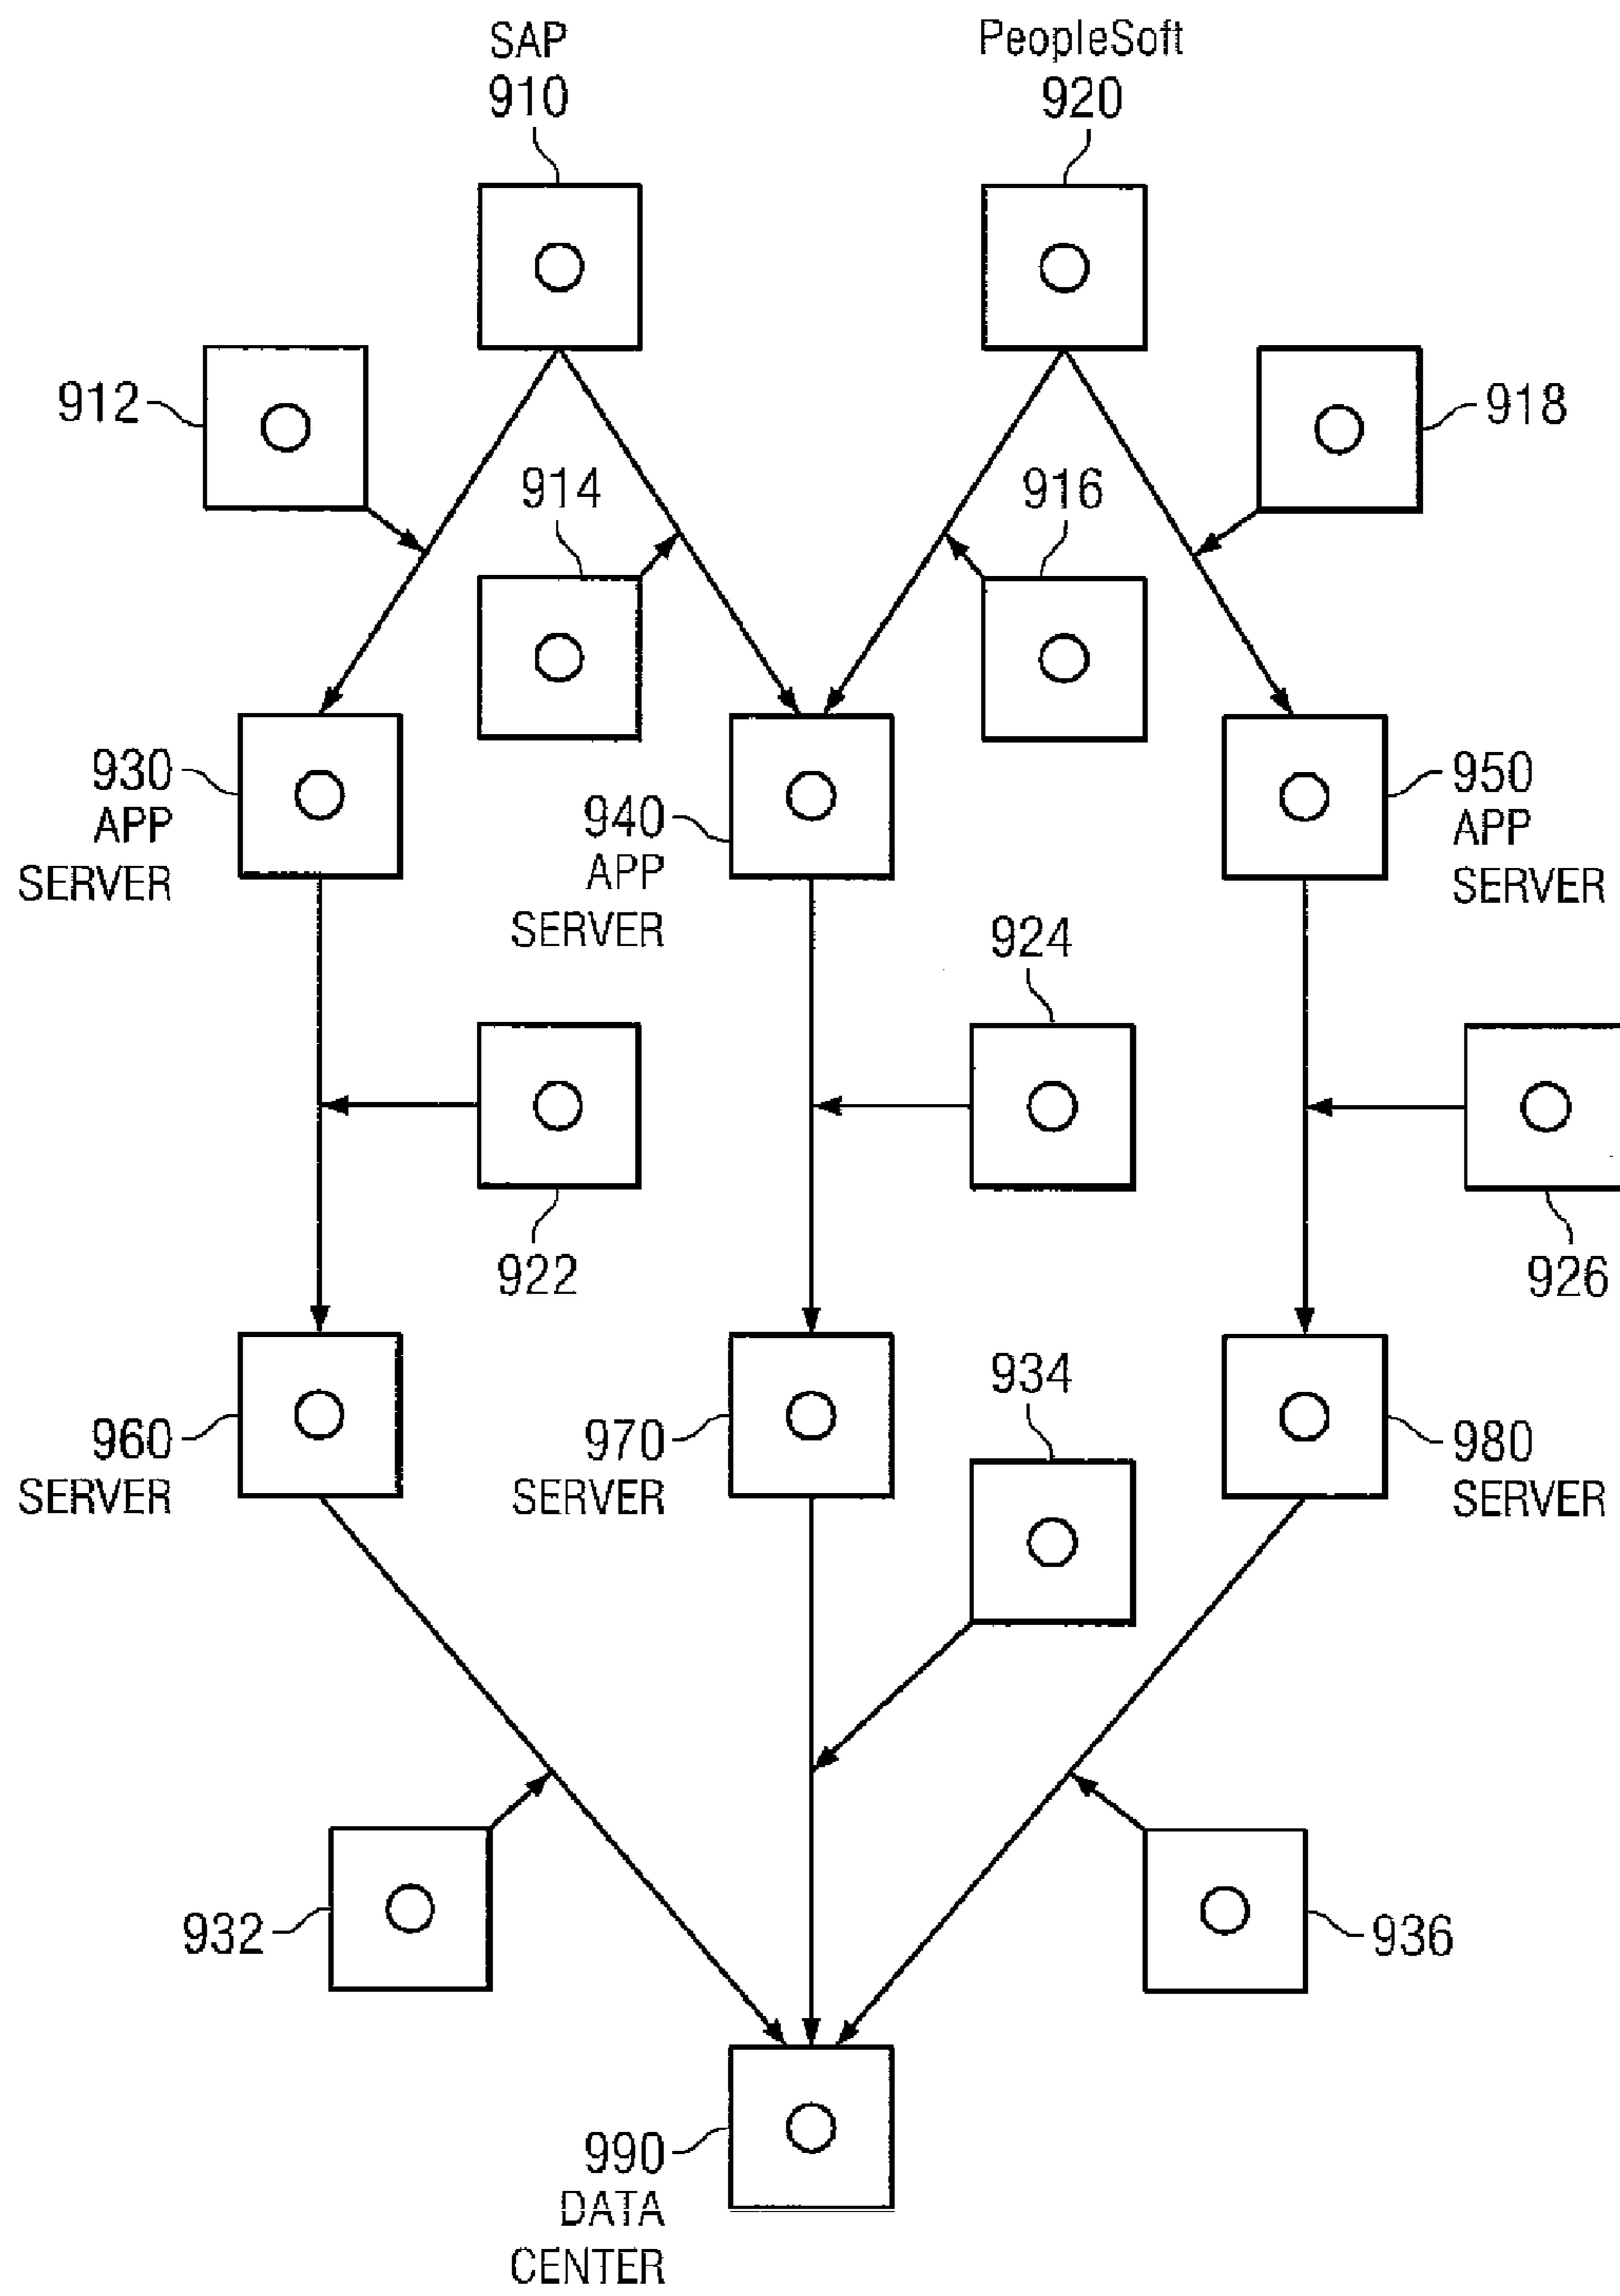 SAP
910
PeopleSoft
920
912
918
914
916
930
APP
SERVER
940
APP
SERVER
950
APP
SERVER
924
922
926
934
960
SERVER
970
SERVER
980
SERVER
932
936
990
DATA
CENTER